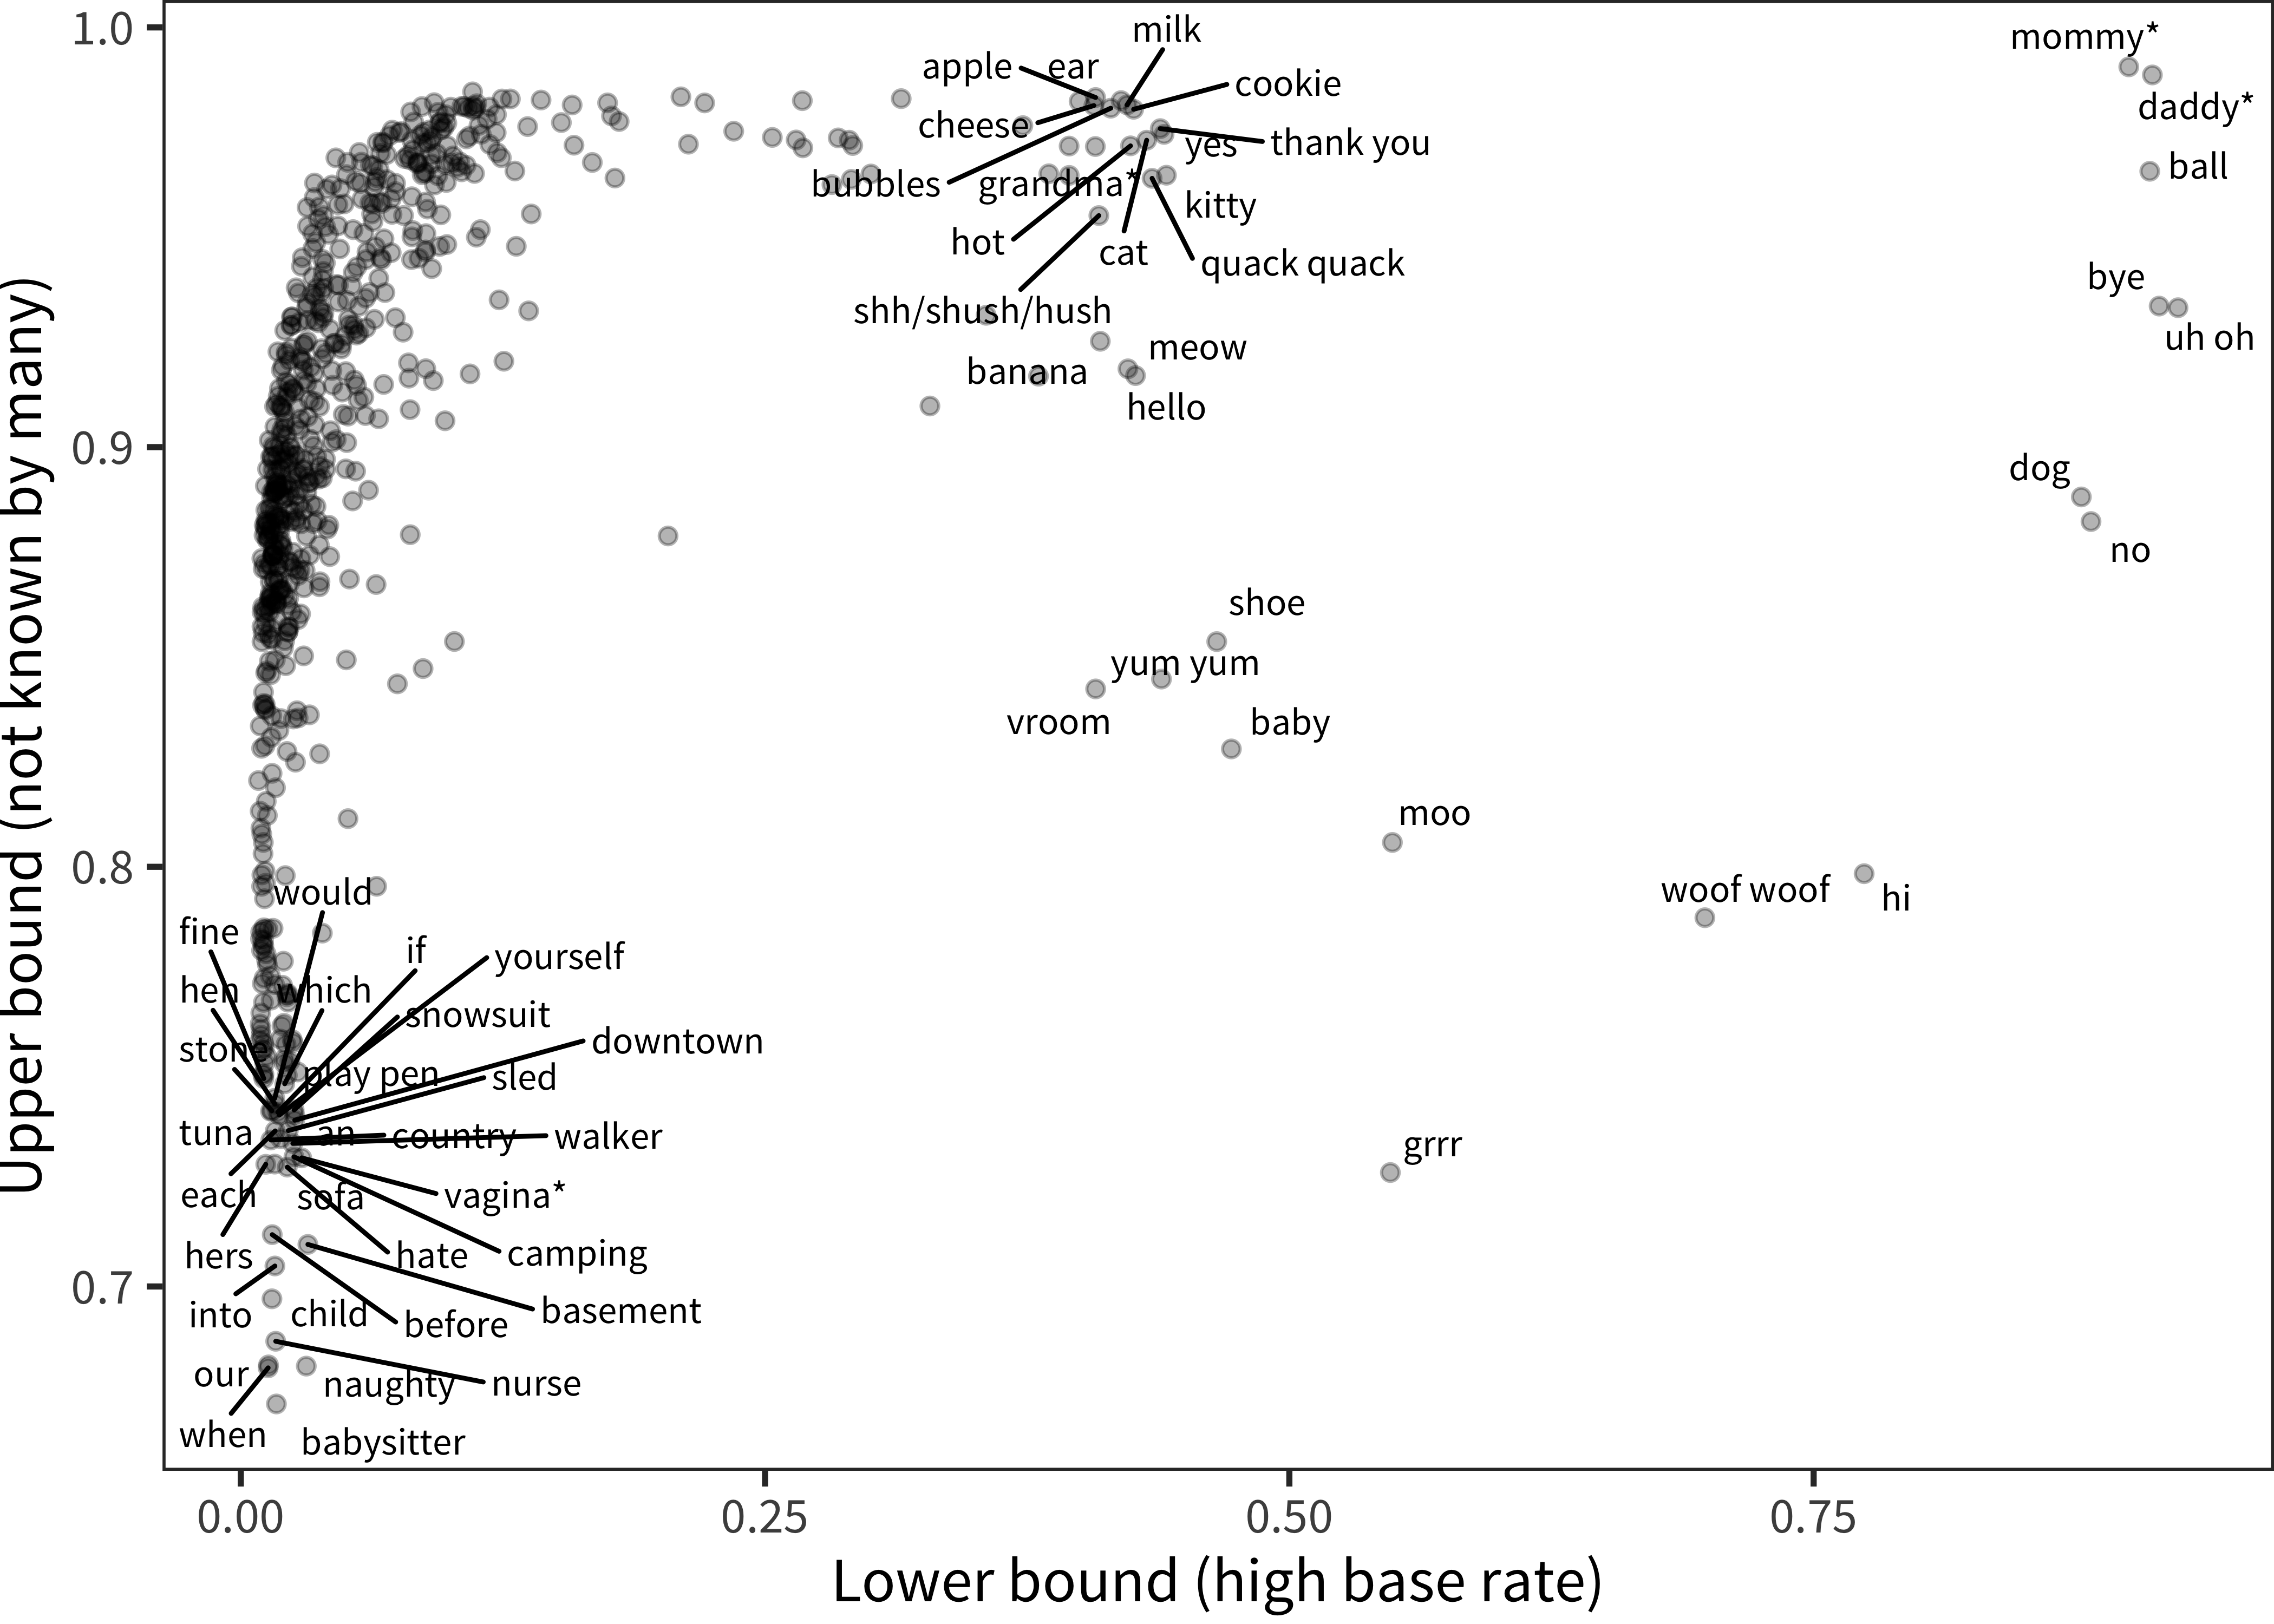 Upper bound (not known by many)
1.0
0.9
0.8
0.7
milk
mommy*
apple
ear
cookie
daddy*
cheese
yes
thank you
ball
bubbles
grandma*
kitty
hot
cat
quack quack
bye
shh/shush/hush
uh oh
meow
banana
hello
dog
no
shoe
yum yum
vroom
baby
moo
woof woof
hi
would
fine
if
yourself
hen
which
snowsuit
stone
downtown
play pen
sled
tuna
an
country
walker
grrr
each
sofa
vagina*
hers
hate
camping
into
child
before
basement
our
naughty
nurse
when
babysitter
0.00
0.25
0.50
0.75
Lower bound (high base rate)